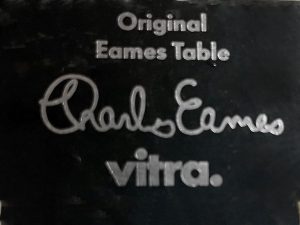 Original
Eames Table
Charles Eames
vitra.